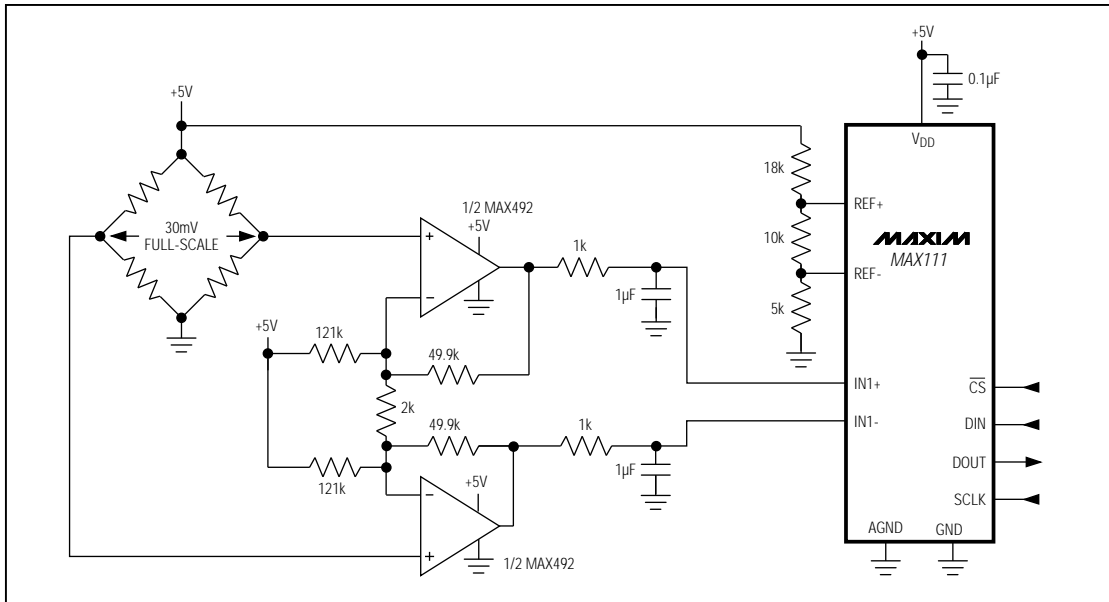 +5V
0.1µF
+5V
VDD
18k
30mV
FULL-SCALE
1/2 MAX492
+5V
REF+
+
1k
10k
MAXIM
MAX111
−
REF-
1µF
5k
+5V
121k
49.9k
IN1+
CS
2k
IN1-
DIN
49.9k
1k
DOUT
121k
+5V
1µF
SCLK
−
AGND
GND
+
1/2 MAX492